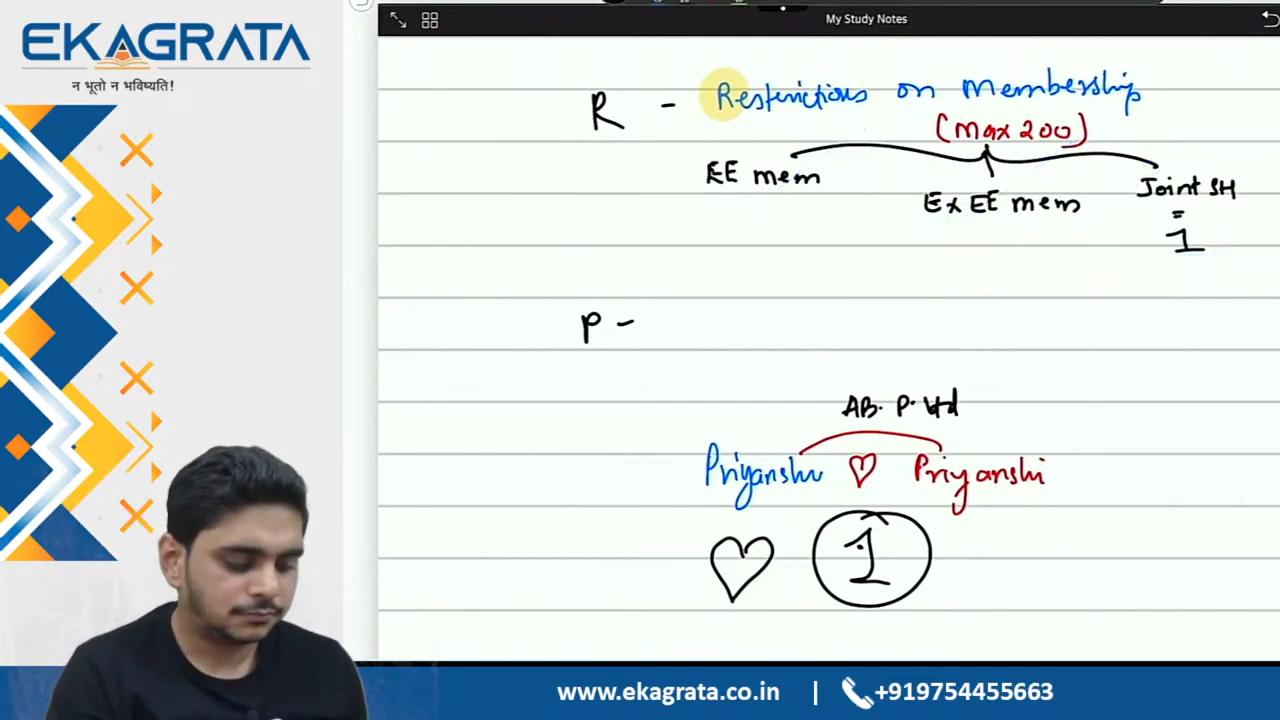 EKAGRATA
न भूतो न भविष्यति!
My Study Notes
R - Restrictions on Membership
(Max 200)
EE mem
Ex EE mem
Joint SH
=
1
P -
AB. P. Ltd
Priyanshu ♡ Priyanshi
♡ 1
www.ekagrata.co.in | +919754455663